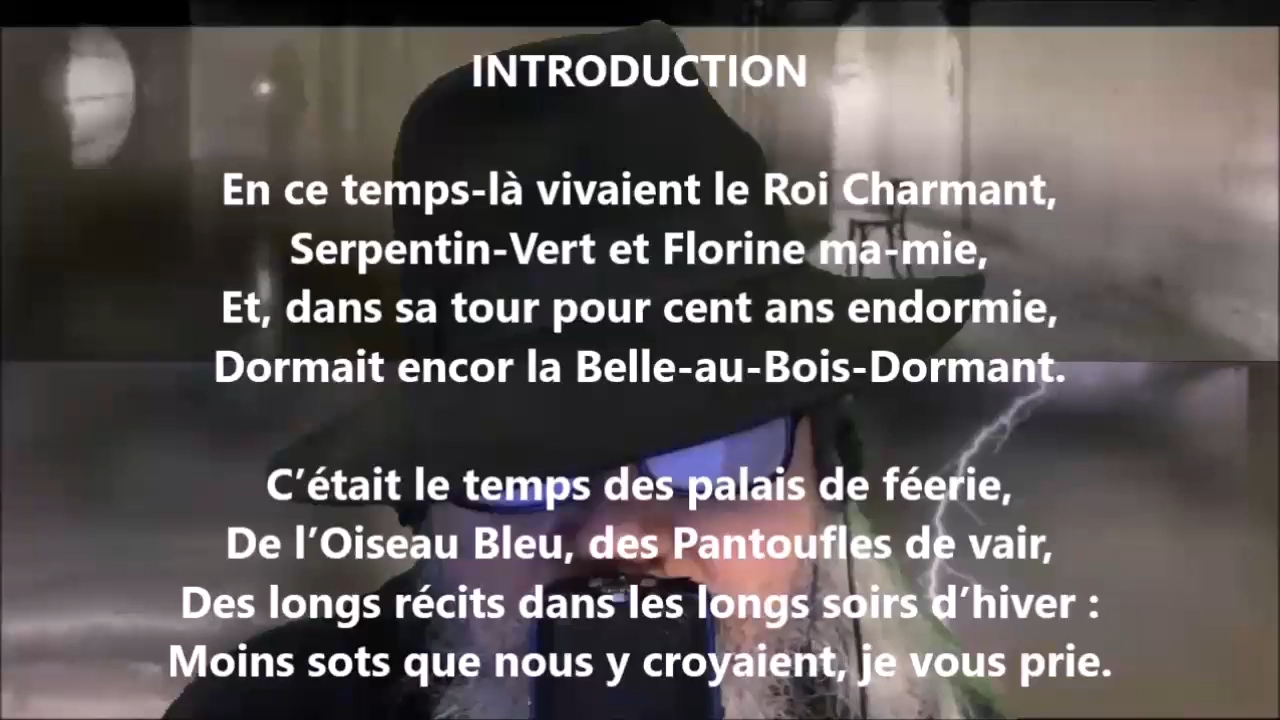 INTRODUCTION
En ce temps-là vivaient le Roi Charmant,
Serpentin-Vert et Florine ma-mie,
Et, dans sa tour pour cent ans endormie,
Dormait encor la Belle-au-Bois-Dormant.
C’était le temps des palais de féerie,
De l’Oiseau Bleu, des Pantoufles de vair,
Des longs récits dans les longs soirs d’hiver :
Moins sots que nous y croyaient, je vous prie.